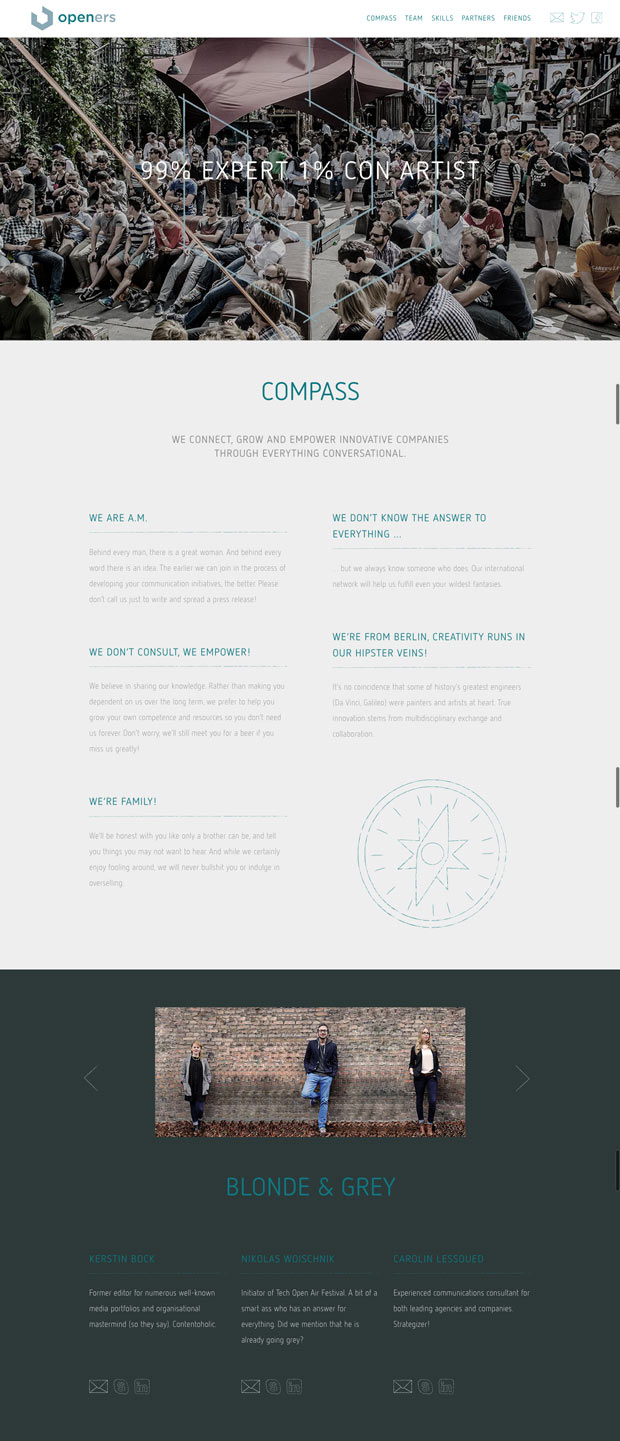 openers
COMPASS TEAM SKILLS PARTNERS FRIENDS
99% EXPERT 1% CON ARTIST
COMPASS
WE CONNECT, GROW AND EMPOWER INNOVATIVE COMPANIES
THROUGH EVERYTHING CONVERSATIONAL.
WE ARE A.M.
Behind every man, there is a great woman. And behind every
word there is an idea. The earlier we can join in the process of
developing your communication initiatives, the better. Please
don't call us just to write and spread a press release!
WE DON'T CONSULT, WE EMPOWER!
We believe in sharing our knowledge. Rather than making you
dependent on us over the long term, we prefer to help you
grow your own competence and resources so you don't need
us forever. Don't worry, we'll still meet you for a beer if you
miss us greatly!
WE'RE FAMILY!
We'll be honest with you like only a brother can be, and tell
you things you may not want to hear. And while we certainly
enjoy fooling around, we will never bullshit you or indulge in
overselling.
WE DON'T KNOW THE ANSWER TO
EVERYTHING ...
... but we always know someone who does. Our international
network will help us fulfill even your wildest fantasies.
WE'RE FROM BERLIN, CREATIVITY RUNS IN
OUR HIPSTER VEINS!
It's no coincidence that some of history's greatest engineers
(Da Vinci, Galileo) were painters and artists at heart. True
innovation stems from multidisciplinary exchange and
collaboration.
BLONDE & GREY
KERSTIN BOCK
Former editor for numerous well-known
media portfolios and organisational
mastermind (so they say). Contentoholic.
NIKOLAS WOISCHNIK
Initiator of Tech Open Air Festival. A bit of a
smart ass who has an answer for
everything. Did we mention that he is
already going grey?
CAROLIN LESSOUED
Experienced communications consultant for
both leading agencies and companies.
Strategizer!